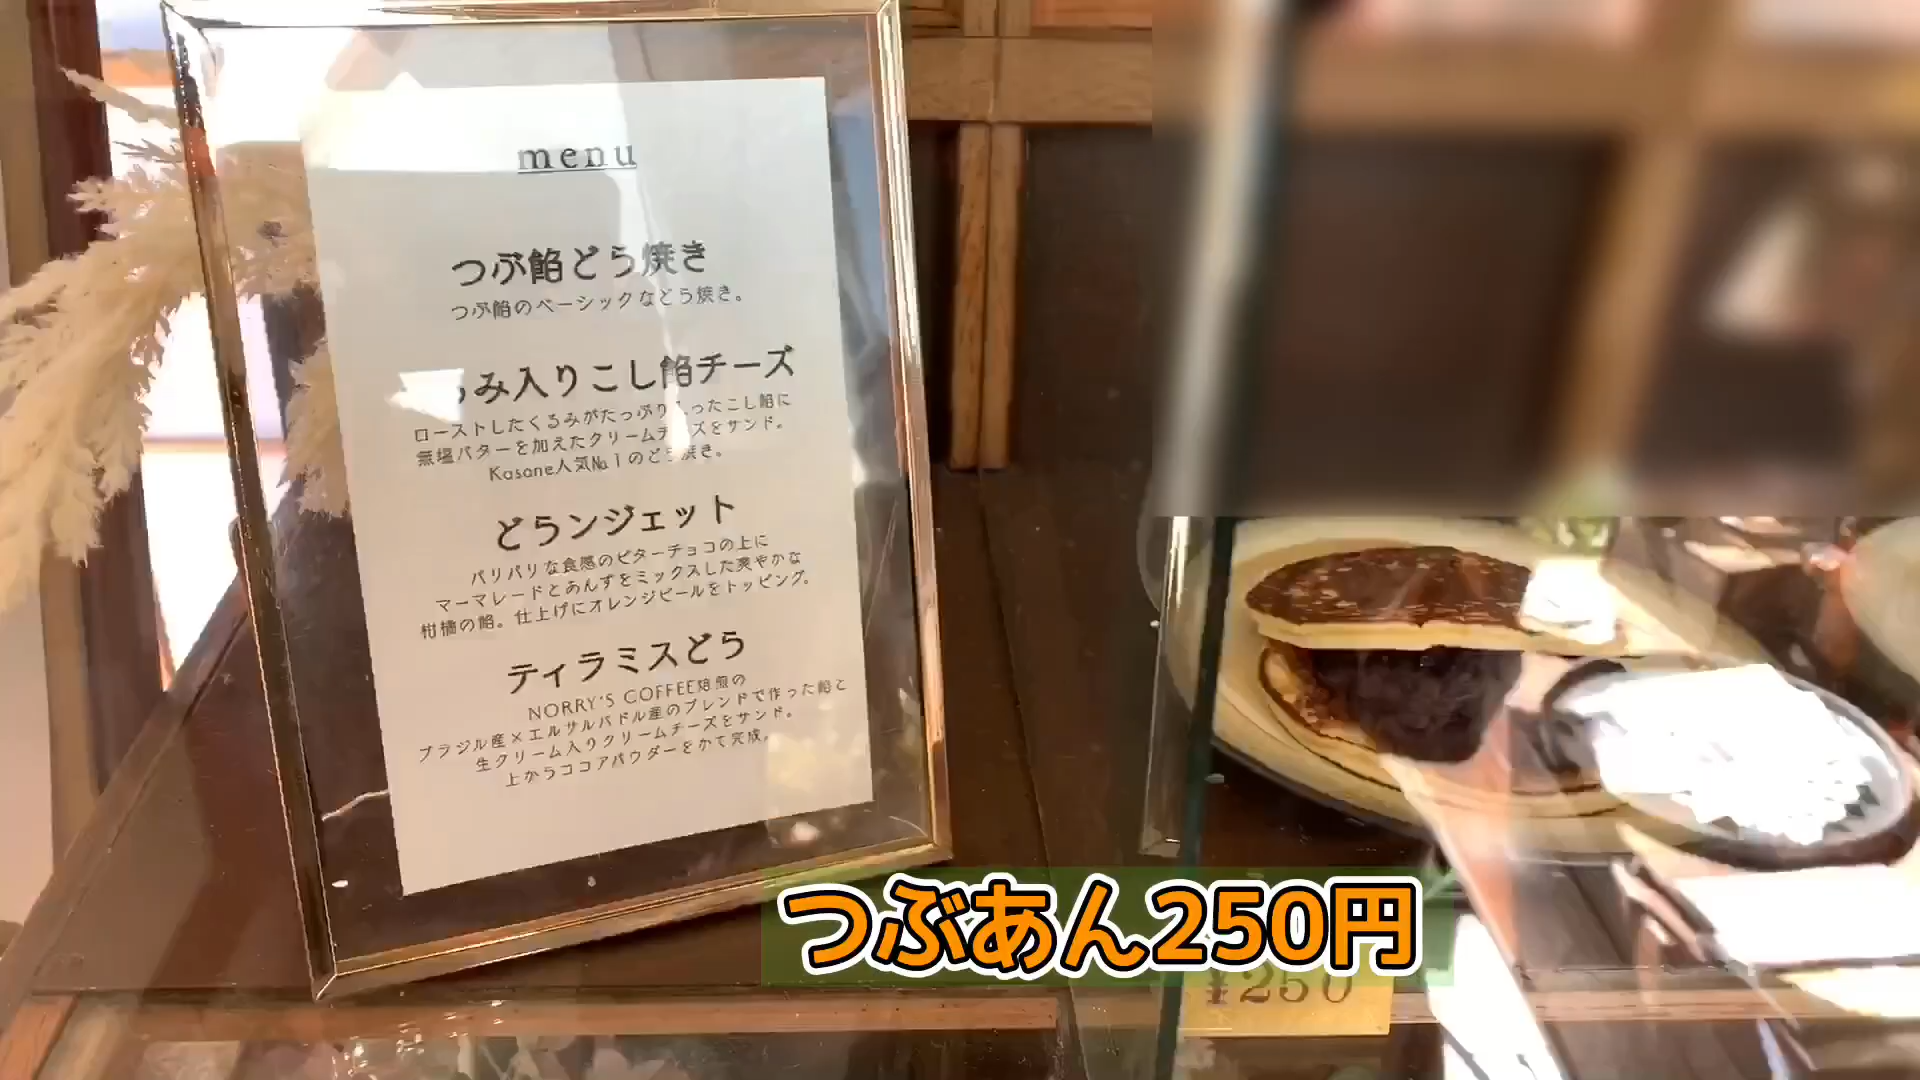 menu
つぶ餡どら焼き
つぶ餡のベーシックなどら焼き。
み入りこし餡チーズ
ローストしたくるみがたっぷり ったこし餡に
無塩バターを加えたクリームチーズをサンド。
Kasane人気№1のどら焼き。
どらンジェット
パリパリな食感のビターチョコの上に
マーマレードとあんずをミックスした爽やかな
柑橘の餡。仕上げにオレンジピールをトッピング。
ティラミスどら
NORRY'S COFFEE焙煎の
ブラジル産×エルサルバドル産のブレンドで作った餡と
生クリーム入りクリームチーズをサンド。
上からココアパウダーをかて完成。
つぶあん250円
¥250